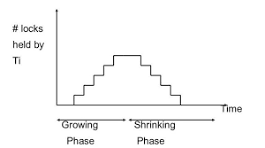 # locks
held by
Ti
Time
Growing
Phase
Shrinking
Phase